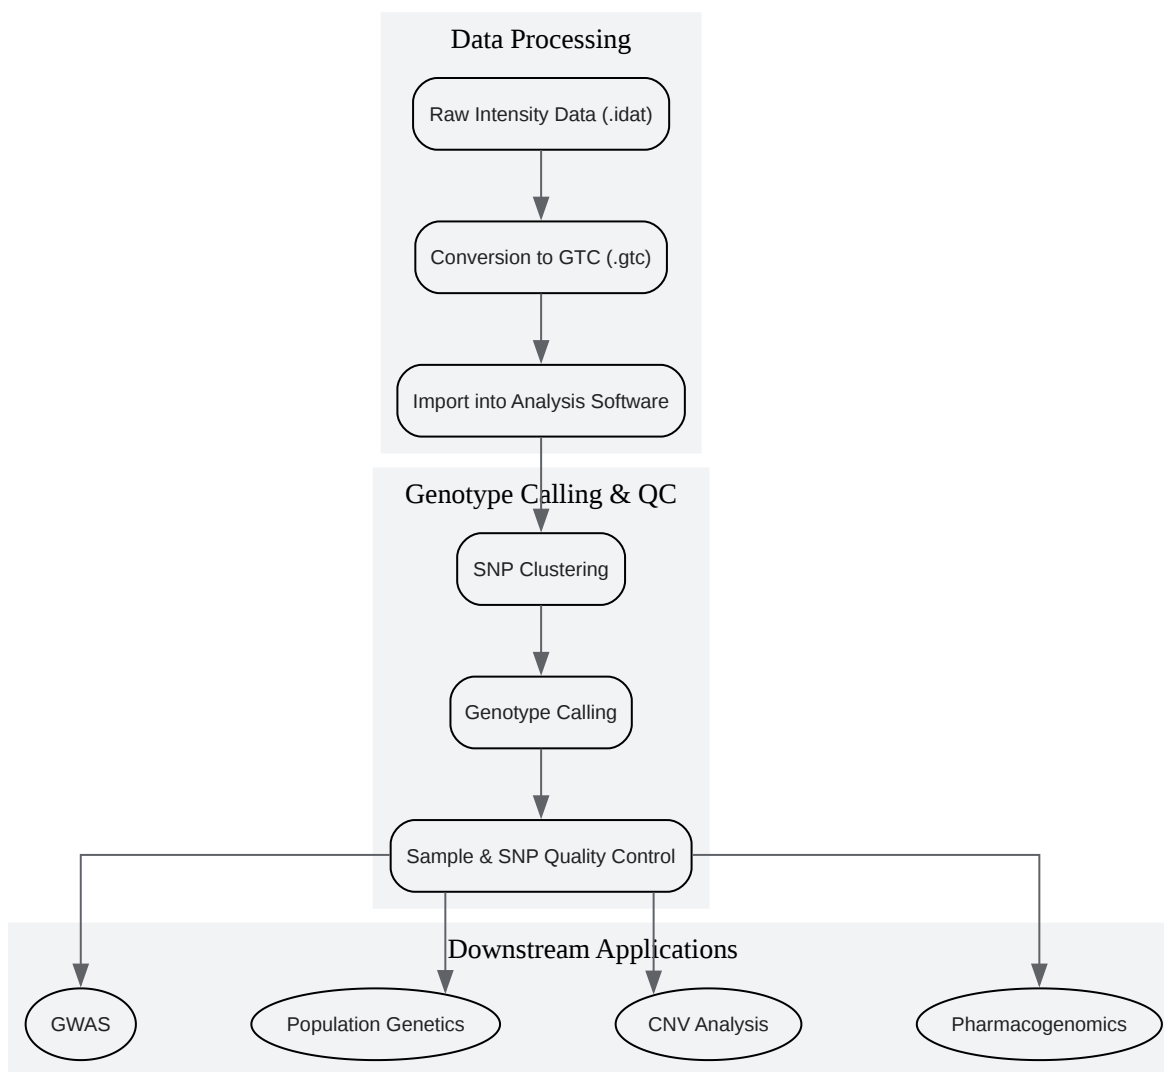 Data Processing
Raw Intensity Data (.idat)
Conversion to GTC (.gtc)
Import into Analysis Software
Genotype Calling & QC
SNP Clustering
Genotype Calling
Sample & SNP Quality Control
Downstream Applications
GWAS
Population Genetics
CNV Analysis
Pharmacogenomics